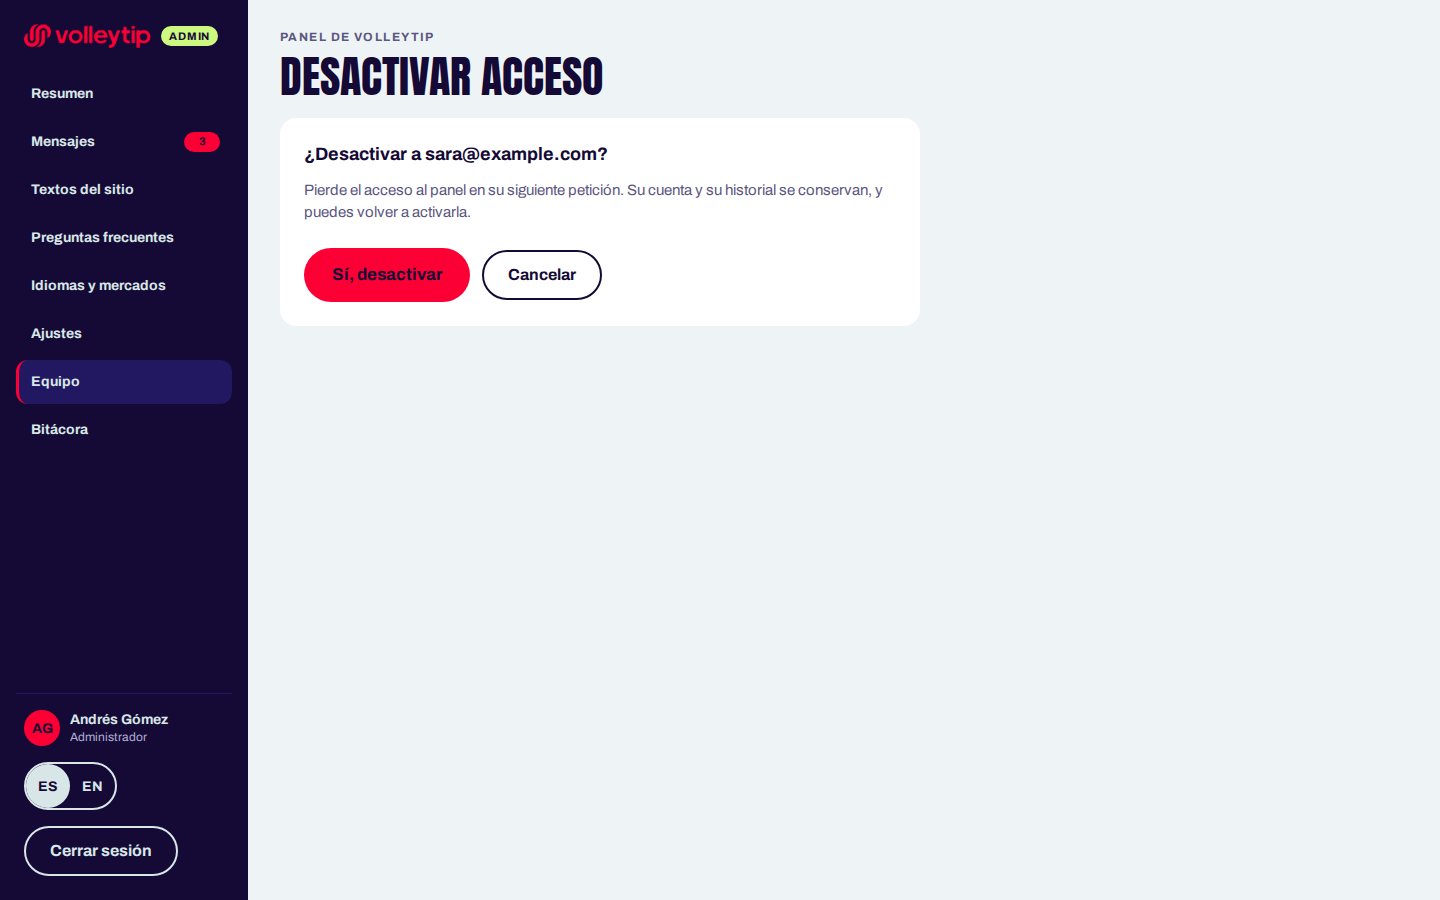 volleytip ADMIN
Resumen
Mensajes 3
Textos del sitio
Preguntas frecuentes
Idiomas y mercados
Ajustes
Equipo
Bitácora
AG Andrés Gómez
Administrador
ES EN
Cerrar sesión
PANEL DE VOLLEYTIP
DESACTIVAR ACCESO
¿Desactivar a sara@example.com?
Pierde el acceso al panel en su siguiente petición. Su cuenta y su historial se conservan, y
puedes volver a activarla.
Sí, desactivar Cancelar